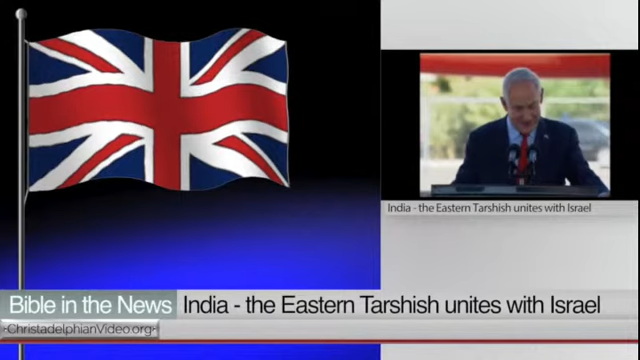 India - the Eastern Tarshish unites with Israel
Bible in the News India - the Eastern Tarshish unites with Israel
ChristadelphianVideo.org